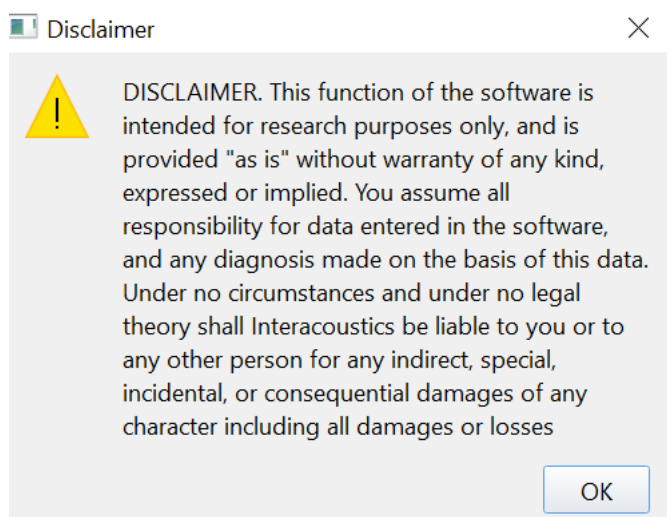 Disclaimer
DISCLAIMER. This function of the software is
intended for research purposes only, and is
provided "as is" without warranty of any kind,
expressed or implied. You assume all
responsibility for data entered in the software,
and any diagnosis made on the basis of this data.
Under no circumstances and under no legal
theory shall Interacoustics be liable to you or to
any other person for any indirect, special,
incidental, or consequential damages of any
character including all damages or losses
OK